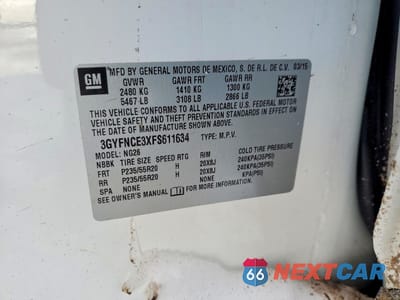 GM
MFD BY GENERAL MOTORS DE MEXICO, S. DE R.L. DE C.V. 03/15
GVWR GAWR FRT GAWR RR
2480 KG 1410 KG 1300 KG
5467 LB 3108 LB 2866 LB
THIS VEHICLE CONFORMS TO ALL APPLICABLE U.S. FEDERAL MOTOR
VEHICLE SAFETY AND THEFT PREVENTION STANDARDS IN EFFECT ON THE
DATE OF MANUFACTURE SHOWN ABOVE.
3GYFNCE3XFS611634 TYPE: M.P.V.
MODEL: NG26
NBBK TIRE SIZE SPEED RTG RIM COLD TIRE PRESSURE
FRT P235/55R20 H 20X8J 240KPA(35PSI)
RR P235/55R20 H 20X8J 240KPA(35PSI)
SPA NONE NONE KPA(PSI)
SEE OWNER'S MANUAL FOR MORE INFORMATION.
66 NEXTCAR